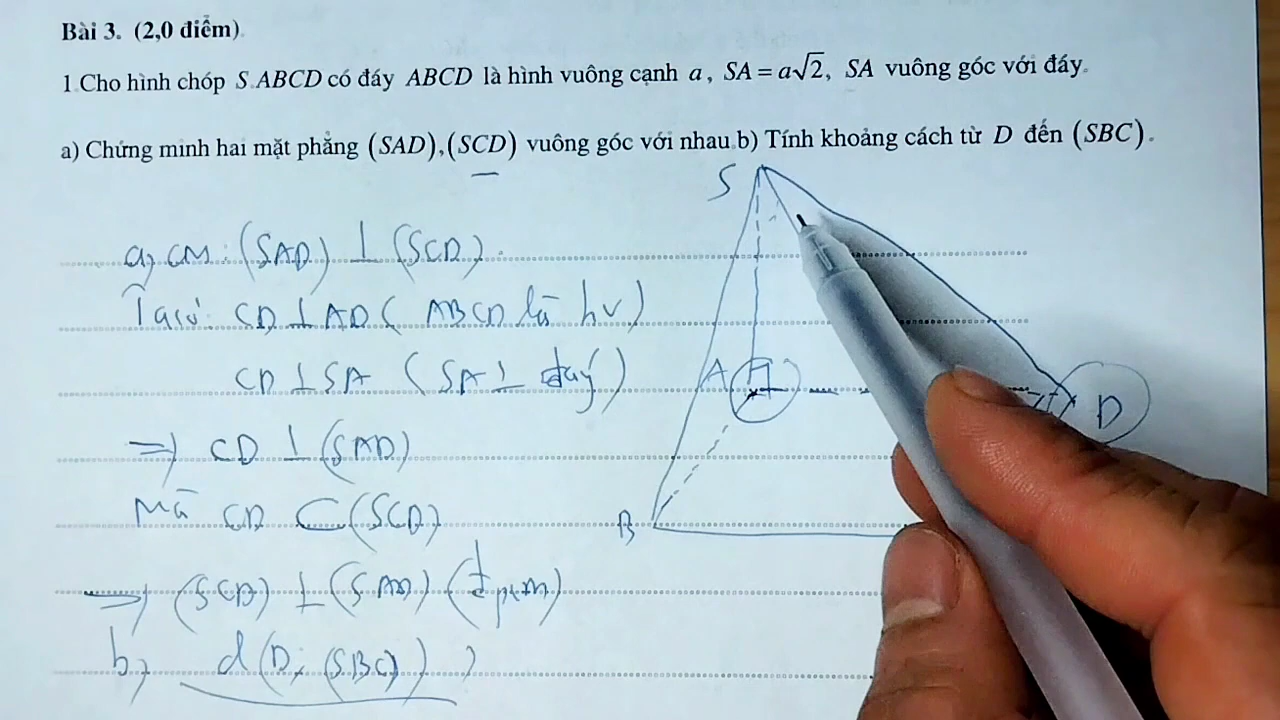 Bài 3. (2,0 điểm)
1 Cho hình chóp S.ABCD có đáy ABCD là hình vuông cạnh a, SA = a√2, SA vuông góc với đáy.
a) Chứng minh hai mặt phẳng (SAD),(SCD) vuông góc với nhau b) Tính khoảng cách từ D đến (SBC).
S
a, CM: (SAD) ⊥ (SCD).
Ta có: CD ⊥ AD ( ABCD là hv)
CD ⊥ SA (SA ⊥ đáy)
A
D
=) CD ⊥ (SAD)
Mà CD ⊂ (SCD)
B
=) (SCD) ⊥ (SAD) (đpcm)
b, d(D; (SBC)) ?